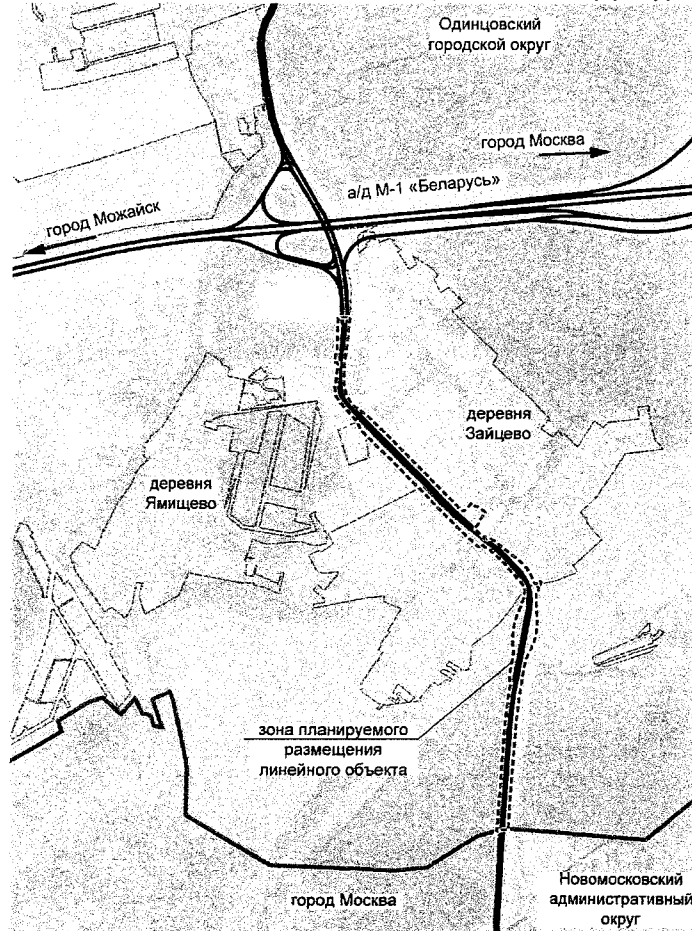 Одинцовский
городской округ
город Москва
а/д М-1 «Беларусь»
город Можайск
деревня
Зайцево
деревня
Ямищево
зона планируемого
размещения
линейного объекта
город Москва
Новомосковский
административный
округ